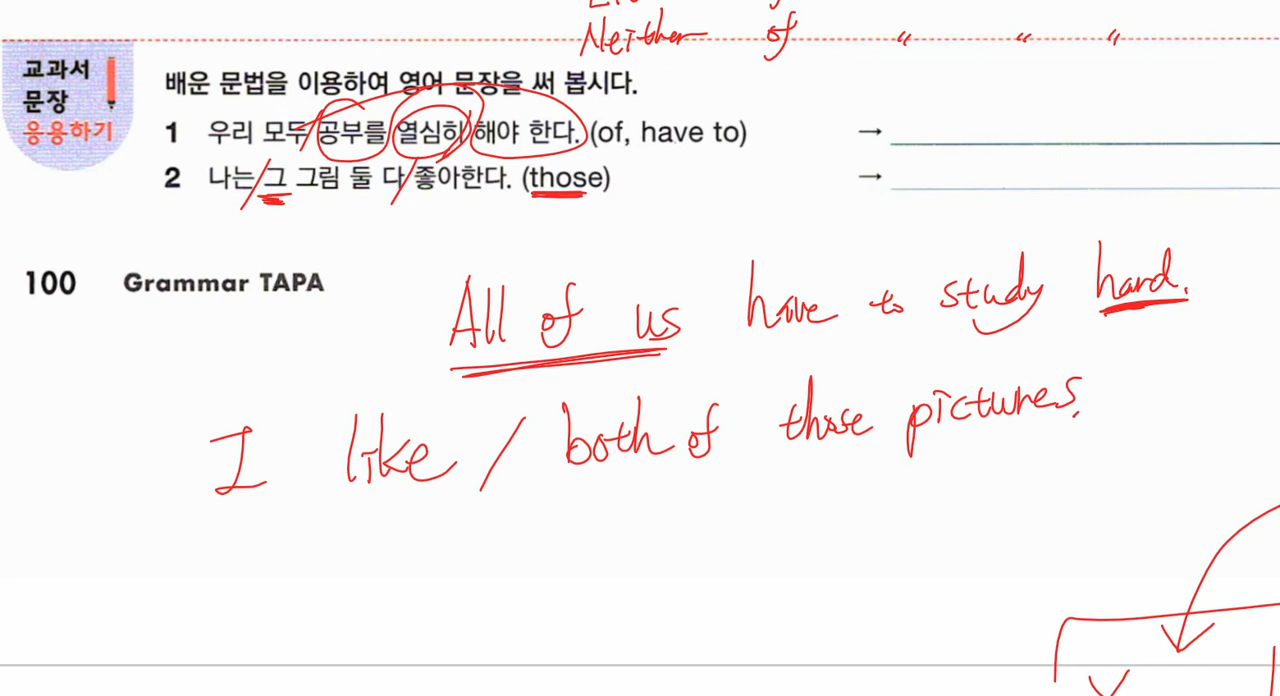 Neither of " " "
교과서
문장
응용하기
배운 문법을 이용하여 영어 문장을 써 봅시다.
1 우리 모두 공부를 열심히 해야 한다. (of, have to) →
2 나는 그 그림 둘 다 좋아한다. (those) →
100 Grammar TAPA
All of us have to study hard.
I like / both of those pictures.